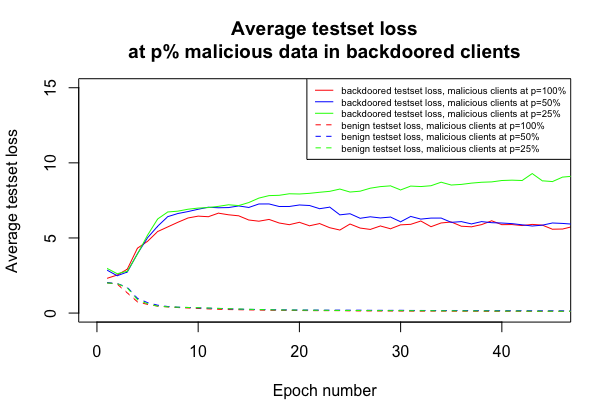 Average testset loss
at p% malicious data in backdoored clients
backdoored testset loss, malicious clients at p=100%
backdoored testset loss, malicious clients at p=50%
backdoored testset loss, malicious clients at p=25%
benign testset loss, malicious clients at p=100%
benign testset loss, malicious clients at p=50%
benign testset loss, malicious clients at p=25%
Average testset loss
15
10
5
0
0 10 20 30 40
Epoch number